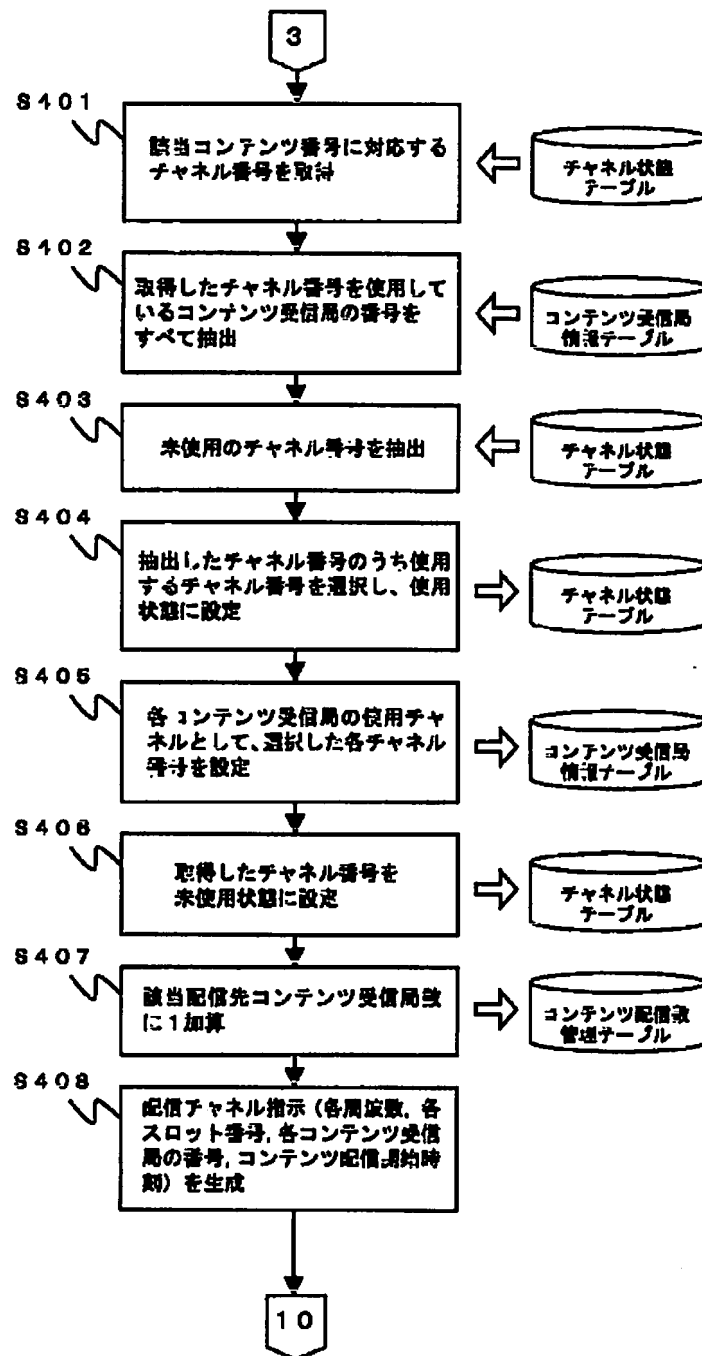 3
S401
該当コンテンツ番号に対応する
チャネル番号を取得
チャネル状態
テーブル
S402
取得したチャネル番号を使用して
いるコンテンツ受信局の番号を
すべて抽出
コンテンツ受信局
情報テーブル
S403
未使用のチャネル番号を抽出
チャネル状態
テーブル
S404
抽出したチャネル番号のうち使用
するチャネル番号を選択し、使用
状態に設定
チャネル状態
テーブル
S405
各コンテンツ受信局の使用チャ
ネルとして、選択した各チャネル
番号を設定
コンテンツ受信局
情報テーブル
S406
取得したチャネル番号を
未使用状態に設定
チャネル状態
テーブル
S407
該当配信先コンテンツ受信局数
に1加算
コンテンツ配信数
管理テーブル
S408
配信チャネル指示（各周波数，各
スロット番号，各コンテンツ受信
局の番号，コンテンツ配信開始時
刻）を生成
10